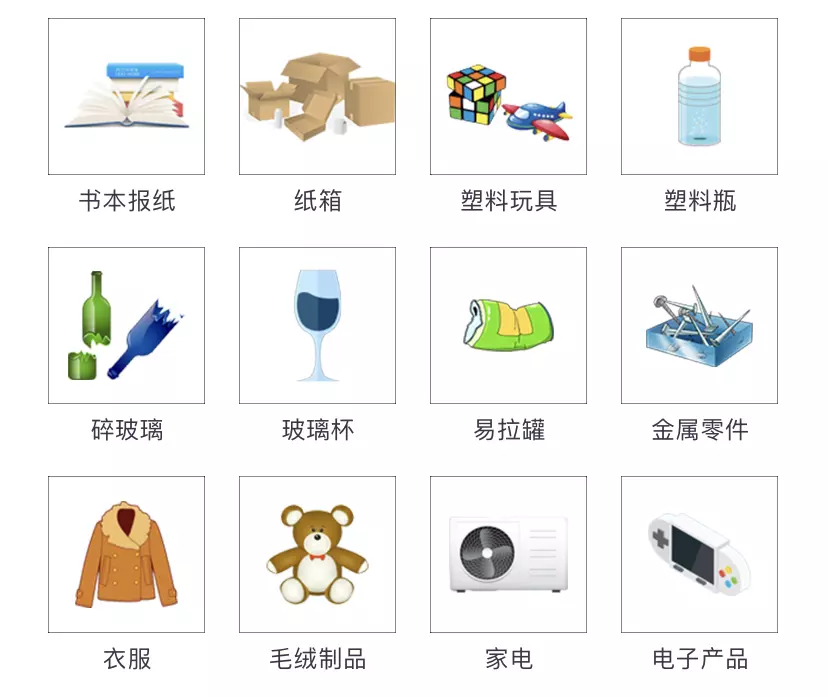 书本报纸
纸箱
塑料玩具
塑料瓶
碎玻璃
玻璃杯
易拉罐
金属零件
衣服
毛绒制品
家电
电子产品